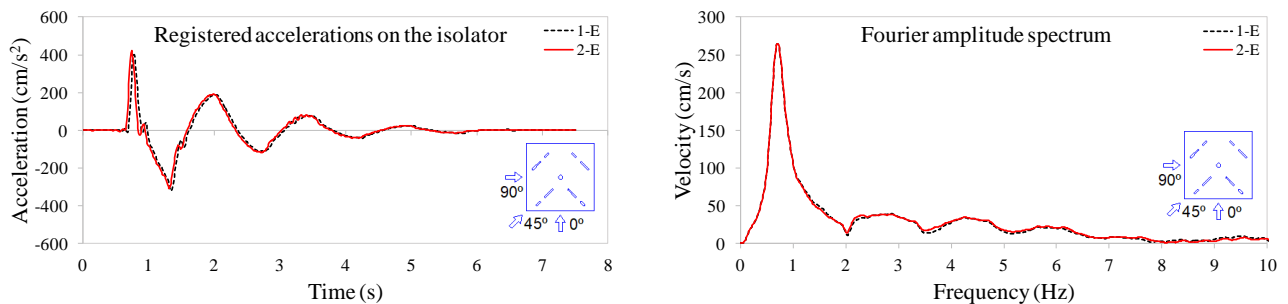 Registered accelerations on the isolator
1-E
2-E
Acceleration (cm/s²)
600
400
200
0
-200
-400
-600
90º
45º
0º
0 1 2 3 4 5 6 7 8
Time (s)
Fourier amplitude spectrum
1-E
2-E
Velocity (cm/s)
300
250
200
150
100
50
0
90º
45º
0º
0 1 2 3 4 5 6 7 8 9 10
Frequency (Hz)